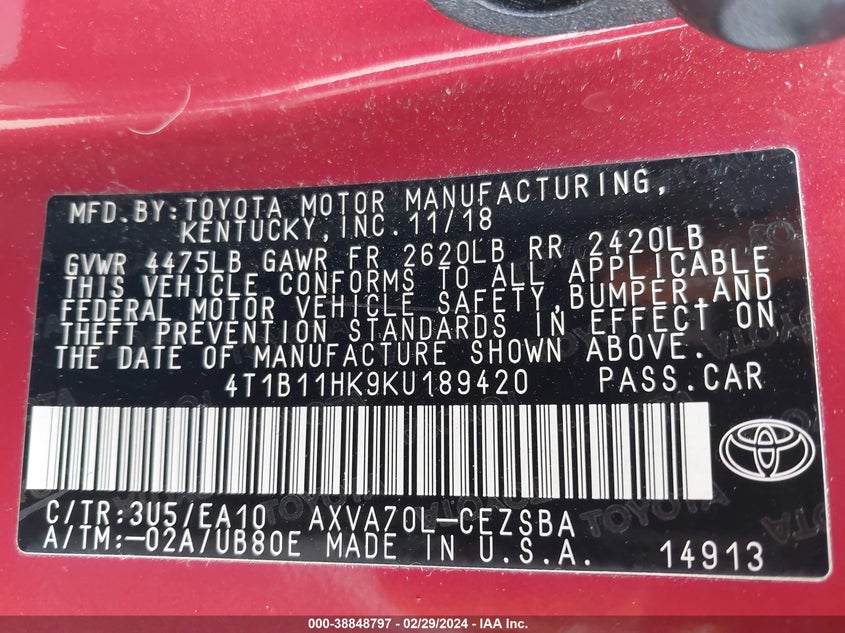 MFD.BY:TOYOTA MOTOR MANUFACTURING,
KENTUCKY,INC.11/18
GVWR 4475LB GAWR FR 2620LB RR 2420LB
THIS VEHICLE CONFORMS TO ALL APPLICABLE
FEDERAL MOTOR VEHICLE SAFETY,BUMPER,AND
THEFT PREVENTION STANDARDS IN EFFECT ON
THE DATE OF MANUFACTURE SHOWN ABOVE.
4T1B11HK9KU189420 PASS.CAR
C/TR:3U5/EA10 AXVA70L-CEZSBA
A/TM:-02A/UB80E MADE IN U.S.A. 14913
000-38848797 - 02/29/2024 - IAA Inc.